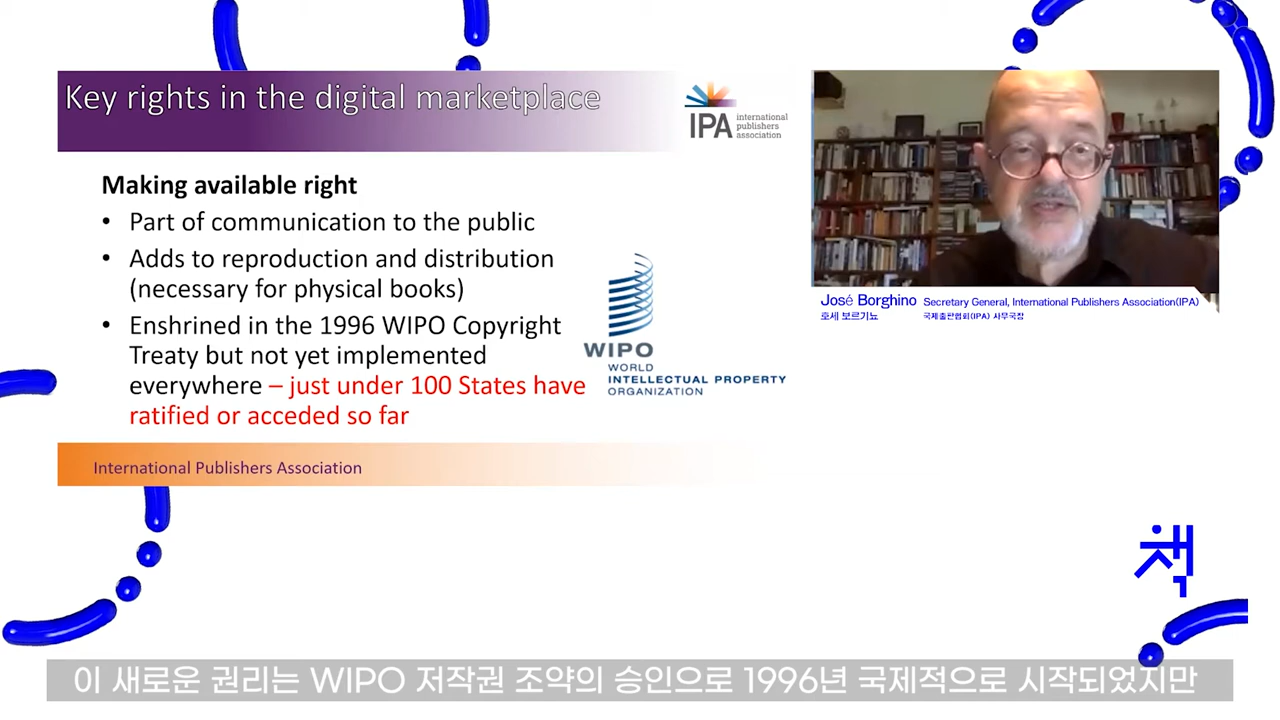 Key rights in the digital marketplace
IPA international
publishers
association
Making available right
• Part of communication to the public
• Adds to reproduction and distribution
(necessary for physical books)
• Enshrined in the 1996 WIPO Copyright
Treaty but not yet implemented
everywhere – just under 100 States have
ratified or acceded so far
WIPO
WORLD
INTELLECTUAL PROPERTY
ORGANIZATION
International Publishers Association
José Borghino Secretary General, International Publishers Association(IPA)
호세 보르기뇨 국제출판협회(IPA) 사무국장
책
이 새로운 권리는 WIPO 저작권 조약의 승인으로 1996년 국제적으로 시작되었지만